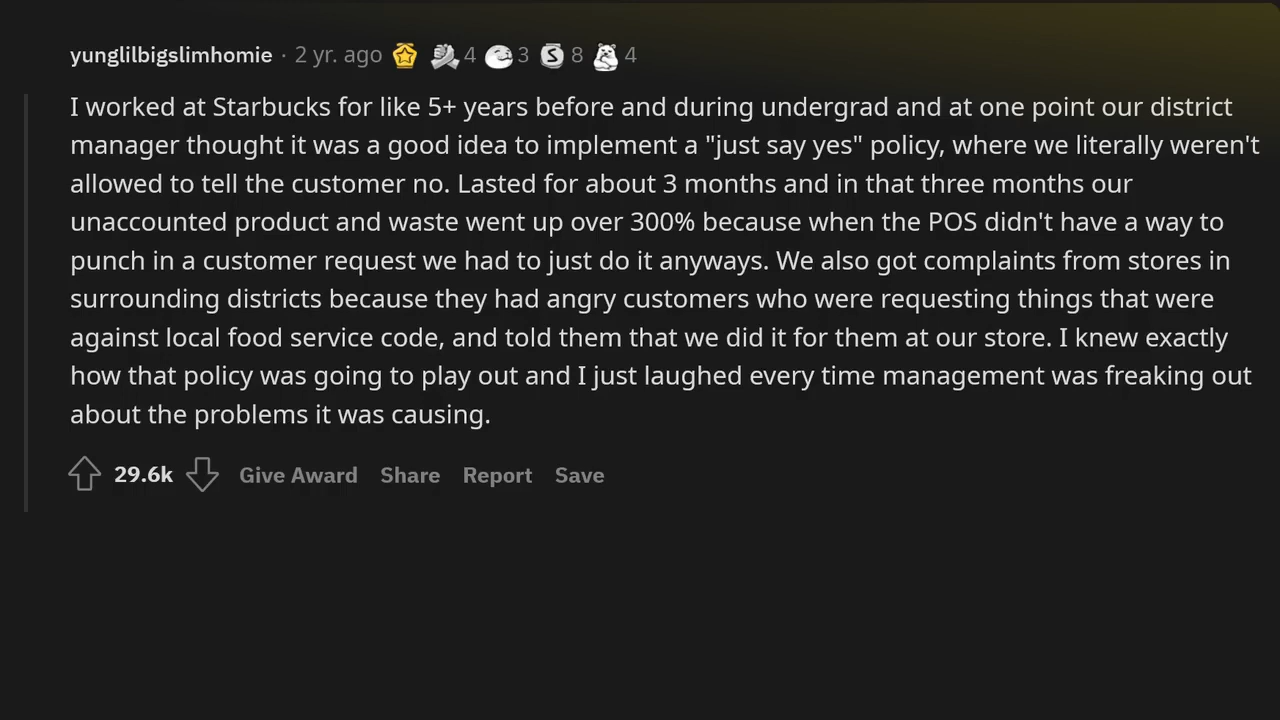 yunglilbigslimhomie · 2 yr. ago 4 3 S 8 4
I worked at Starbucks for like 5+ years before and during undergrad and at one point our district
manager thought it was a good idea to implement a "just say yes" policy, where we literally weren't
allowed to tell the customer no. Lasted for about 3 months and in that three months our
unaccounted product and waste went up over 300% because when the POS didn't have a way to
punch in a customer request we had to just do it anyways. We also got complaints from stores in
surrounding districts because they had angry customers who were requesting things that were
against local food service code, and told them that we did it for them at our store. I knew exactly
how that policy was going to play out and I just laughed every time management was freaking out
about the problems it was causing.
29.6k Give Award Share Report Save